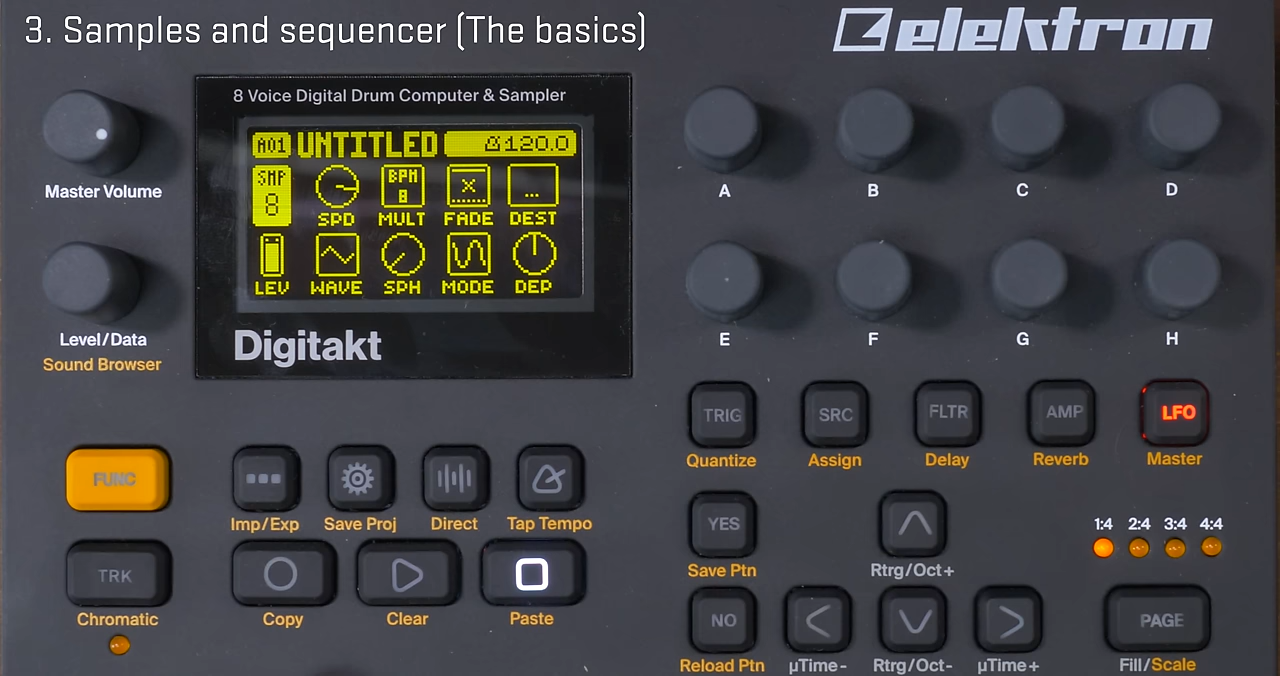 3. Samples and sequencer (The basics)
elektron
8 Voice Digital Drum Computer & Sampler
A01 UNTITLED 120.0
SMP 8
BPM 8
X
...
SPD MULT FADE DEST
LEV WAVE SPH MODE DEP
Digitakt
Master Volume
Level/Data
Sound Browser
A B C D
E F G H
TRIG SRC FLTR AMP LFO
Quantize Assign Delay Reverb Master
FUNC
Imp/Exp Save Proj Direct Tap Tempo
TRK
Chromatic
Copy Clear Paste
YES
Save Ptn
Rtrg/Oct+
1:4 2:4 3:4 4:4
NO
PAGE
Reload Ptn µTime- Rtrg/Oct- µTime+ Fill/Scale